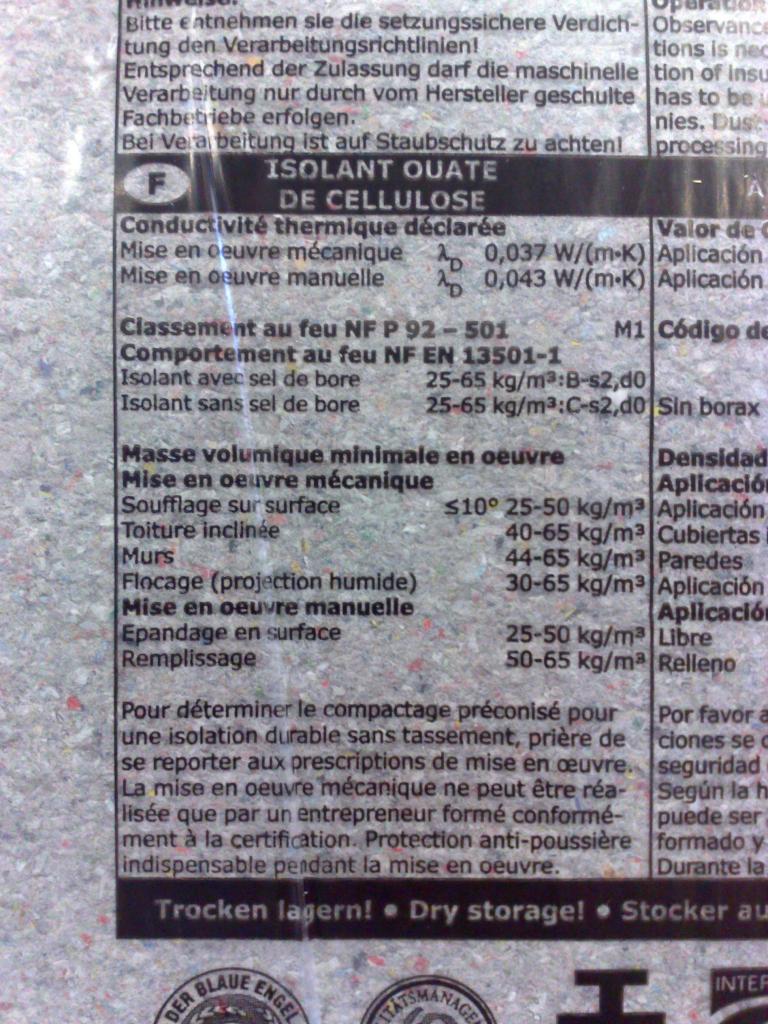 Hinweise:
Bitte entnehmen sie die setzungssichere Verdich-
tung den Verarbeitungsrichtlinien!
Entsprechend der Zulassung darf die maschinelle
Verarbeitung nur durch vom Hersteller geschulte
Fachbetriebe erfolgen.
Bei Verarbeitung ist auf Staubschutz zu achten!
Observance
tions is nec
tion of insu
has to be
nies. Dust
processing
F ISOLANT OUATE
DE CELLULOSE
Conductivité thermique déclarée
Mise en oeuvre mécanique λD 0,037 W/(m•K)
Mise en oeuvre manuelle λD 0,043 W/(m•K)
Classement au feu NF P 92 – 501 M1
Comportement au feu NF EN 13501-1
Isolant avec sel de bore 25-65 kg/m³:B-s2,d0
Isolant sans sel de bore 25-65 kg/m³:C-s2,d0
Masse volumique minimale en oeuvre
Mise en oeuvre mécanique
Soufflage sur surface ≤10° 25-50 kg/m³
Toiture inclinée 40-65 kg/m³
Murs 44-65 kg/m³
Flocage (projection humide) 30-65 kg/m³
Mise en oeuvre manuelle
Epandage en surface 25-50 kg/m³
Remplissage 50-65 kg/m³
Pour déterminer le compactage préconisé pour
une isolation durable sans tassement, prière de
se reporter aux prescriptions de mise en œuvre.
La mise en oeuvre mécanique ne peut être réa-
lisée que par un entrepreneur formé conformé-
ment à la certification. Protection anti-poussière
indispensable pendant la mise en oeuvre.
Valor de
Aplicación
Aplicación
Código de
Sin borax
Densidad
Aplicación
Aplicación
Cubiertas
Paredes
Aplicación
Aplicación
Libre
Relleno
Por favor a
ciones se
seguridad
Según la h
puede ser
formado y
Durante la
Trocken lagern! • Dry storage! • Stocker au
DER BLAUE ENGEL
ITÄTSMANAGE
INTER